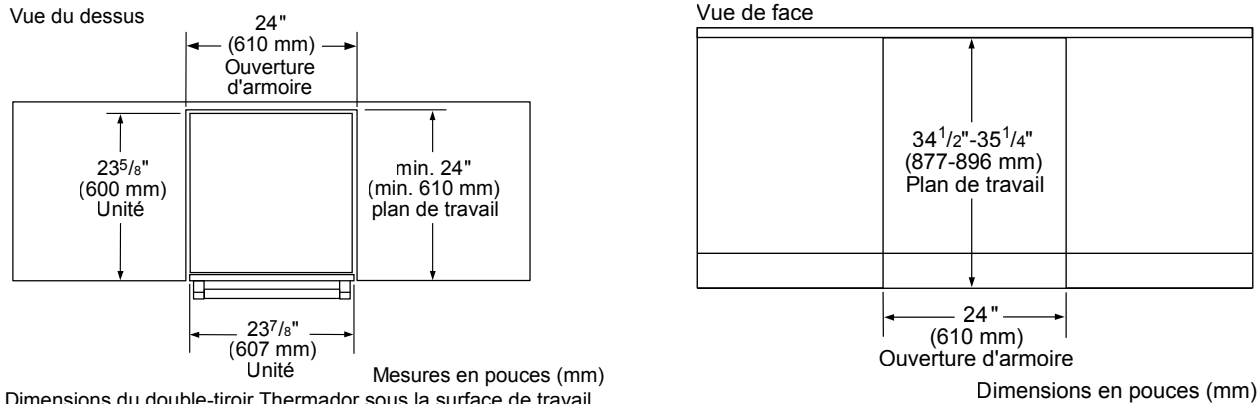 Vue du dessus
24"
(610 mm)
Ouverture
d'armoire
23⁵/₈"
(600 mm)
Unité
min. 24"
(min. 610 mm)
plan de travail
23⁷/₈"
(607 mm)
Unité
Mesures en pouces (mm)
Dimensions du double-tiroir Thermador sous la surface de travail
Vue de face
34¹/₂"-35¹/₄"
(877-896 mm)
Plan de travail
24"
(610 mm)
Ouverture d'armoire
Dimensions en pouces (mm)